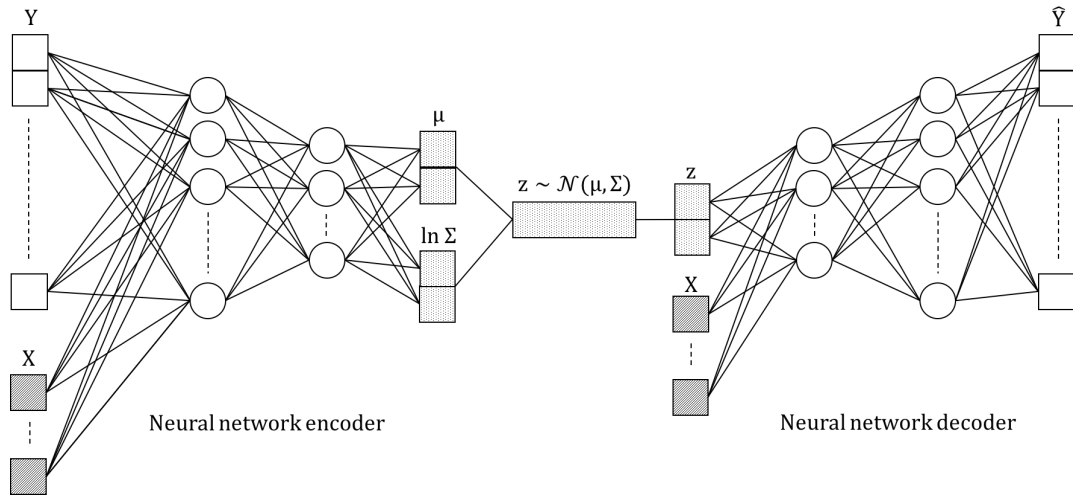 Y
X
Neural network encoder
μ
ln Σ
z ~ 𝒩(μ, Σ)
z
X
Neural network decoder
Ŷ